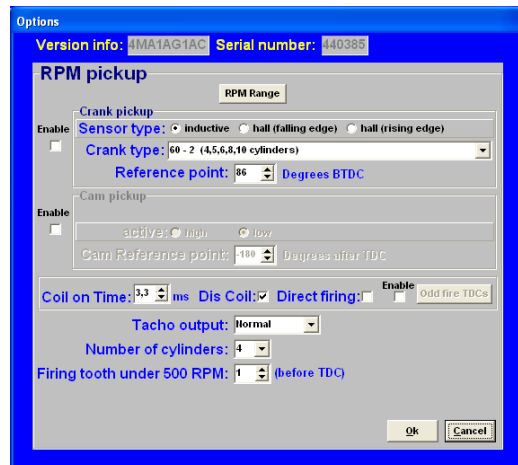 Options
Version info: 4MA1AG1AC Serial number: 440385
RPM pickup
RPM Range
Crank pickup
Enable Sensor type: inductive hall (falling edge) hall (rising edge)
Crank type: 60 - 2 (4,5,6,8,10 cylinders)
Reference point: 86 Degrees BTDC
Cam pickup
Enable
active: high low
Cam Reference point: -180 Degrees after TDC
Coil on Time: 3,3 ms Dis Coil: Direct firing: Enable Odd fire TDCs
Tacho output: Normal
Number of cylinders: 4
Firing tooth under 500 RPM: 1 (before TDC)
Ok Cancel